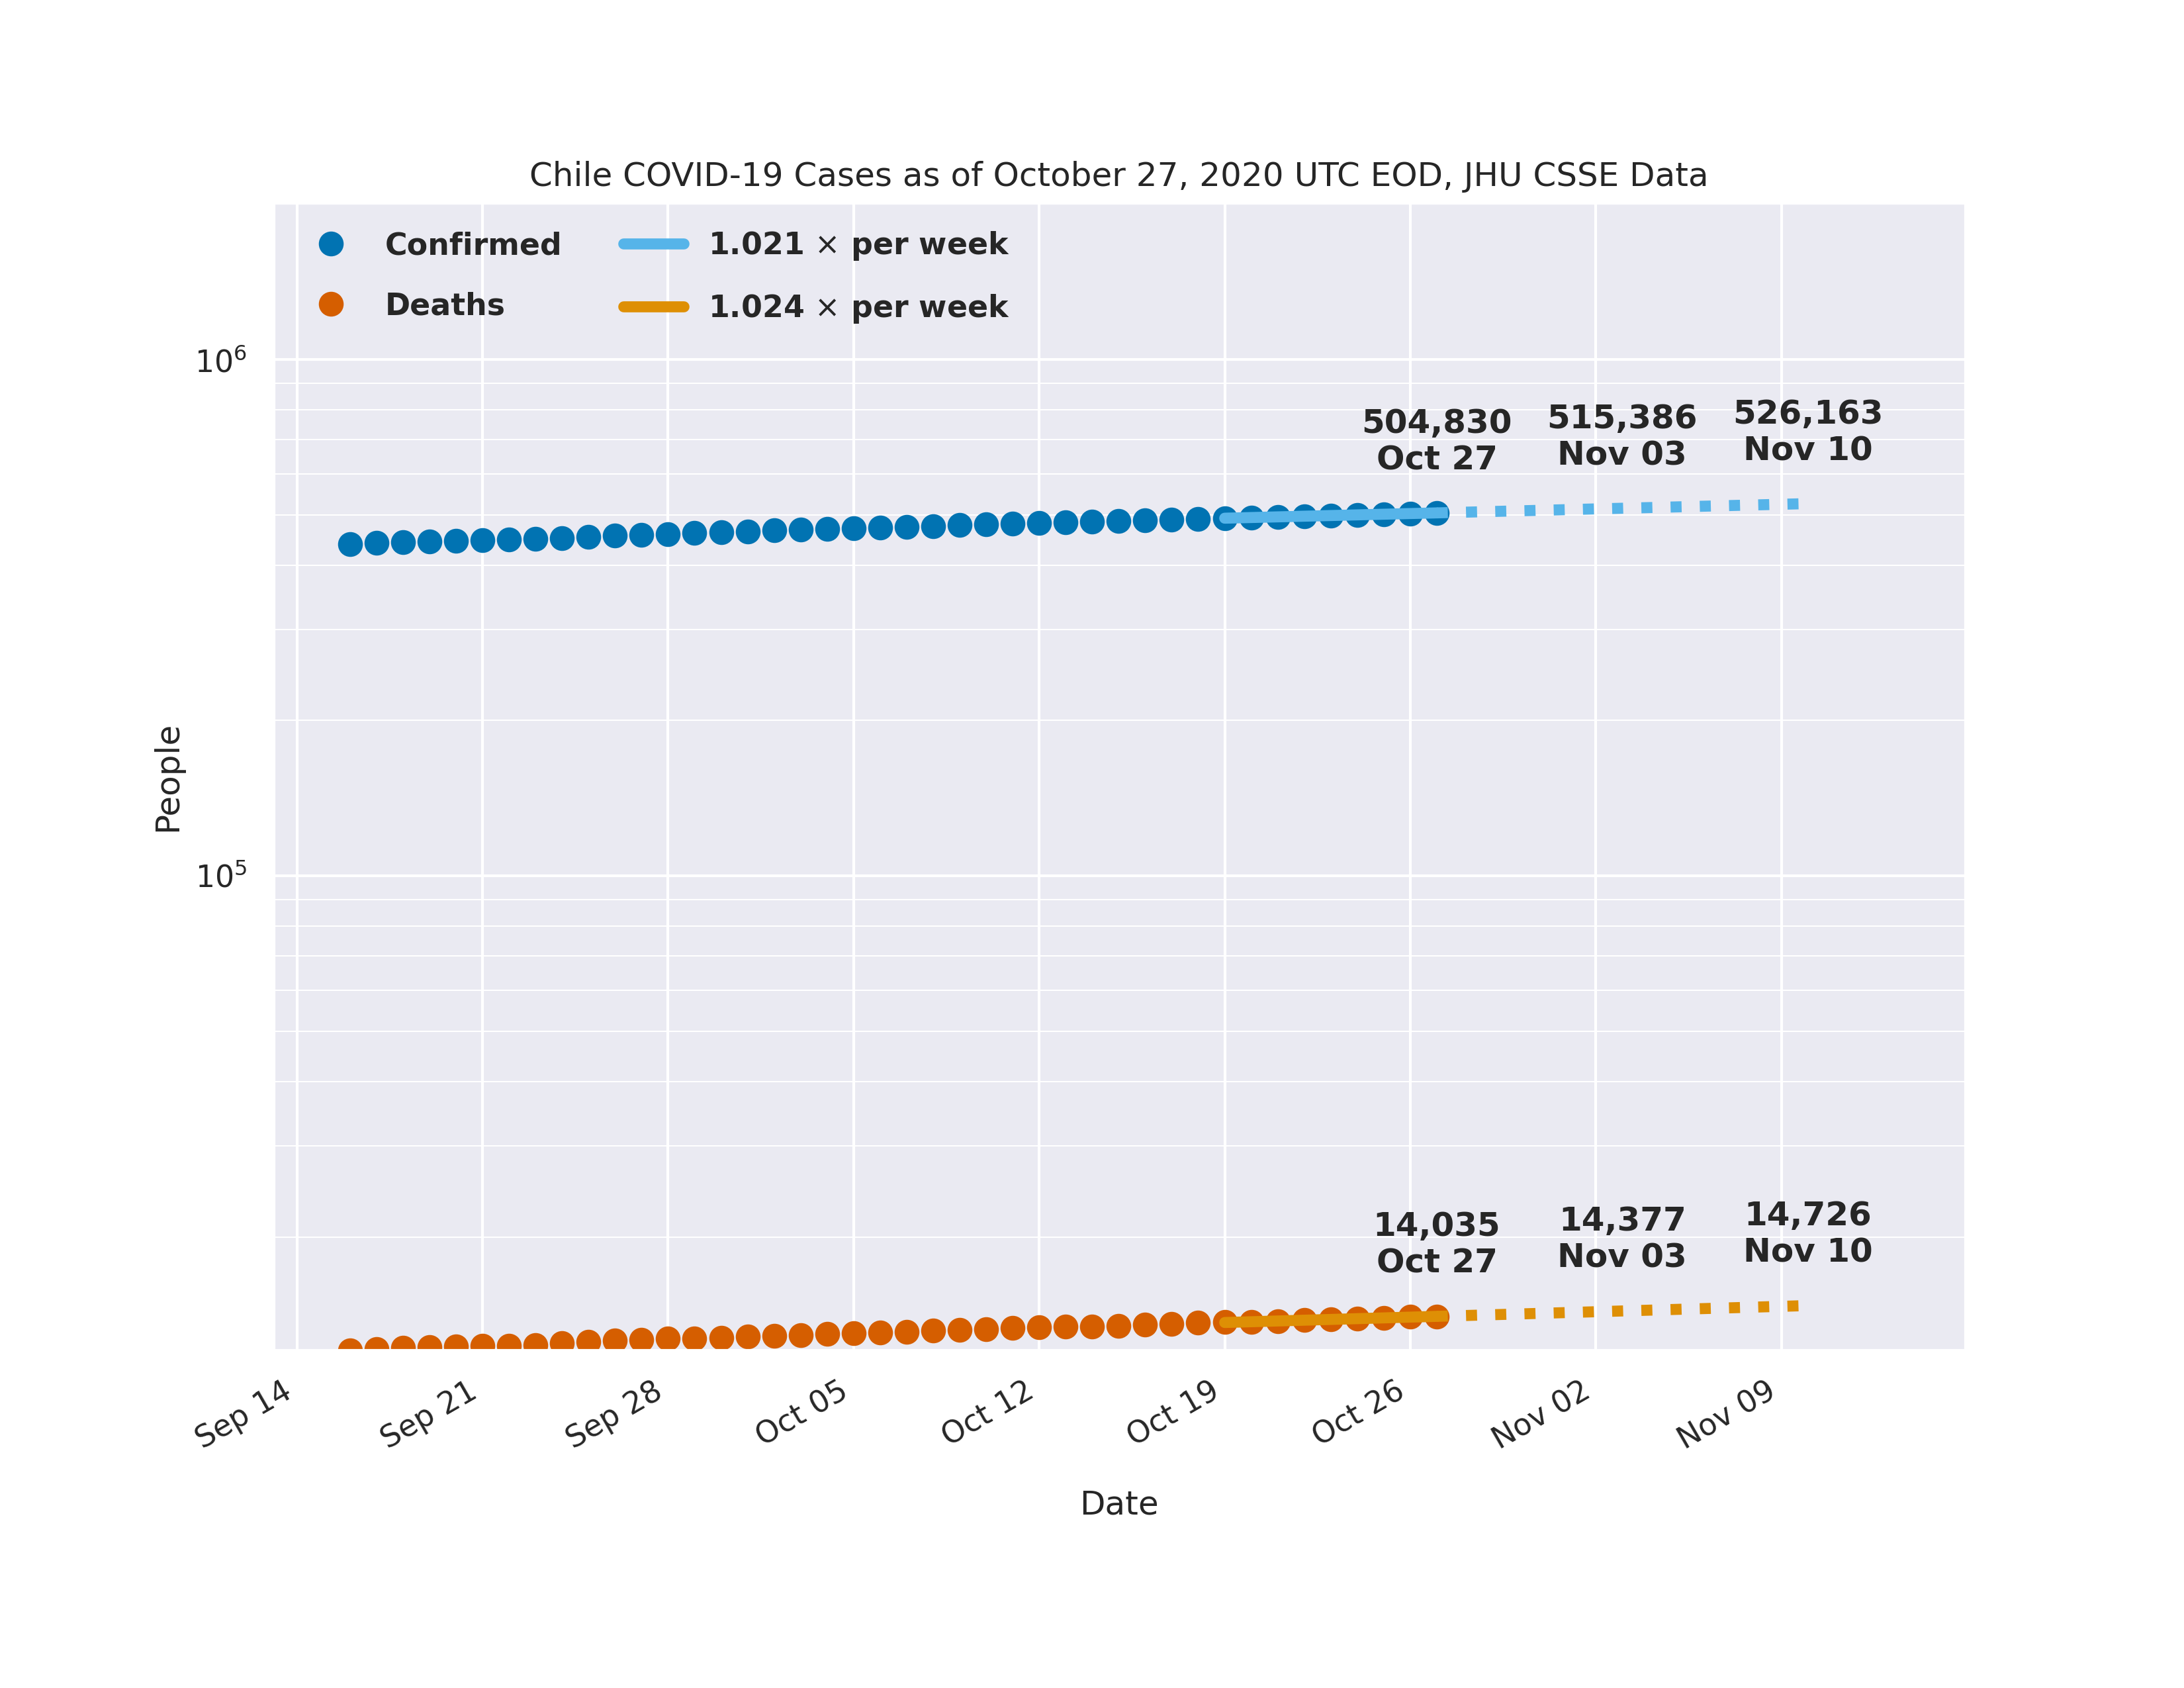 Chile COVID-19 Cases as of October 27, 2020 UTC EOD, JHU CSSE Data
Confirmed
Deaths
1.021 × per week
1.024 × per week
10⁶
10⁵
People
504,830
Oct 27
515,386
Nov 03
526,163
Nov 10
14,035
Oct 27
14,377
Nov 03
14,726
Nov 10
Sep 14
Sep 21
Sep 28
Oct 05
Oct 12
Oct 19
Oct 26
Nov 02
Nov 09
Date